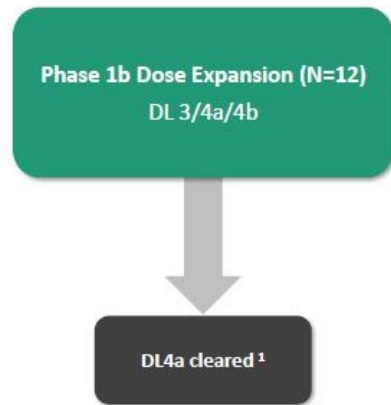 Phase 1b Dose Expansion (N=12)
DL 3/4a/4b
DL4a cleared ¹